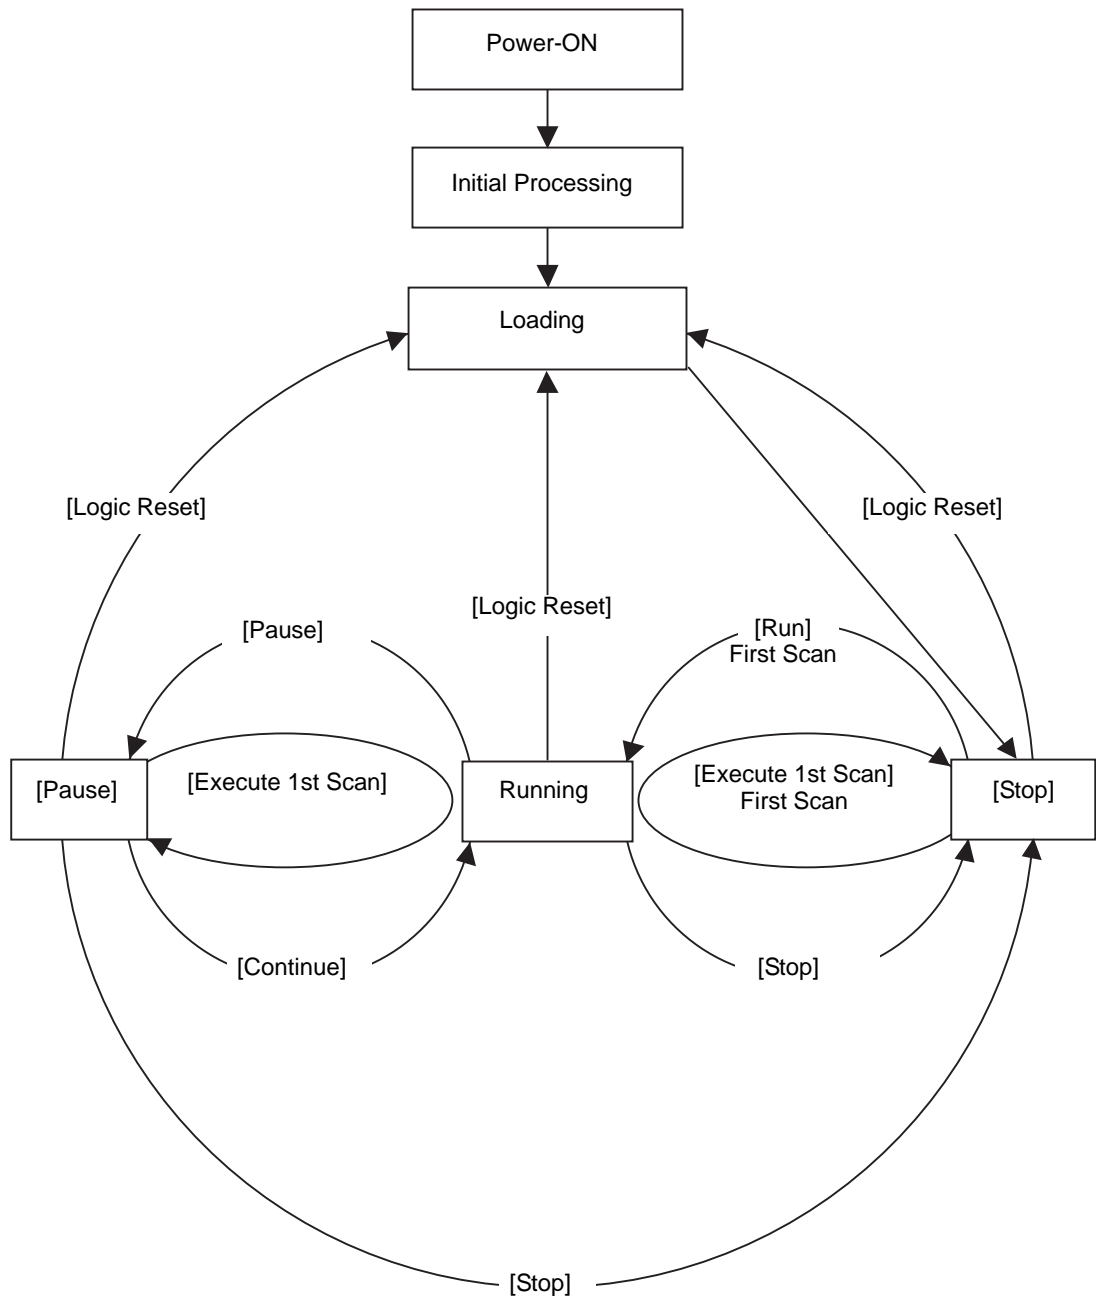 Power-ON
Initial Processing
Loading
[Logic Reset]
[Logic Reset]
[Logic Reset]
[Pause]
[Run]
First Scan
[Pause]
[Execute 1st Scan]
Running
[Execute 1st Scan]
First Scan
[Stop]
[Continue]
[Stop]
[Stop]